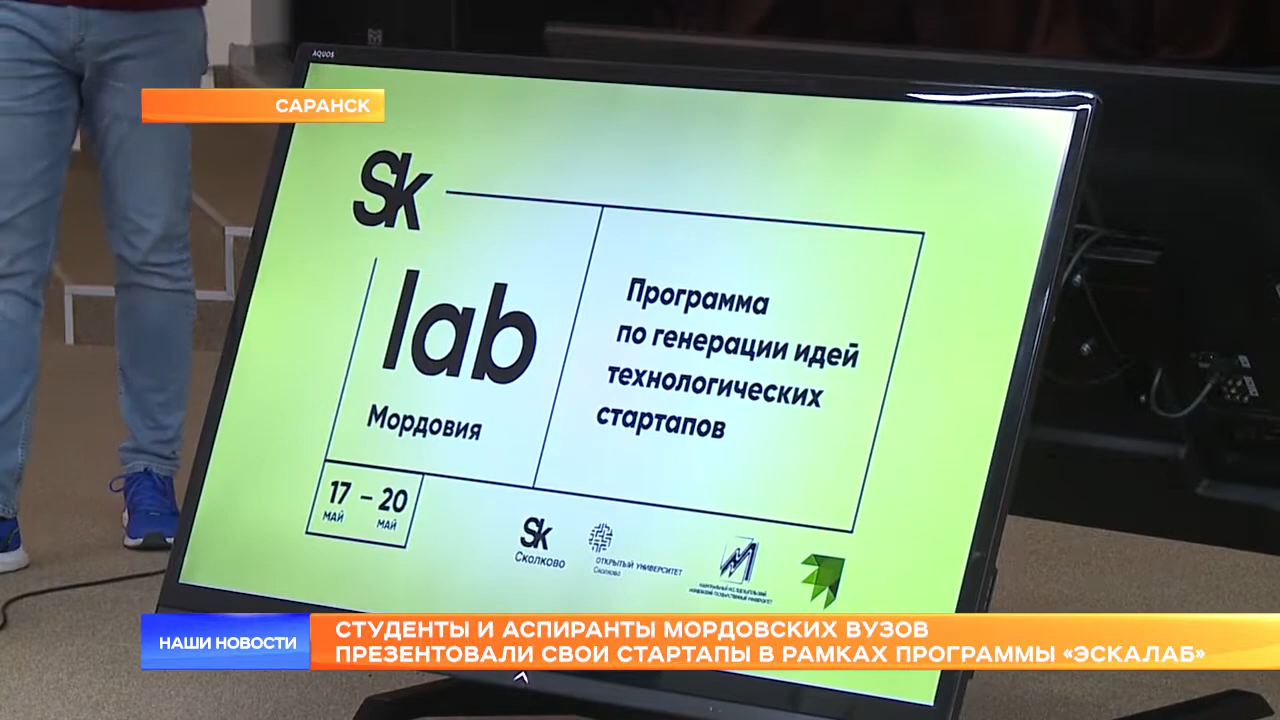 AQUOS
САРАНСК
Sk
lab
Мордовия
Программа
по генерации идей
технологических
стартапов
17 – 20
МАЙ МАЙ
Sk
Сколково
ОТКРЫТЫЙ УНИВЕРСИТЕТ
Сколково
НАШИ НОВОСТИ
СТУДЕНТЫ И АСПИРАНТЫ МОРДОВСКИХ ВУЗОВ
ПРЕЗЕНТОВАЛИ СВОИ СТАРТАПЫ В РАМКАХ ПРОГРАММЫ «ЭСКАЛАБ»